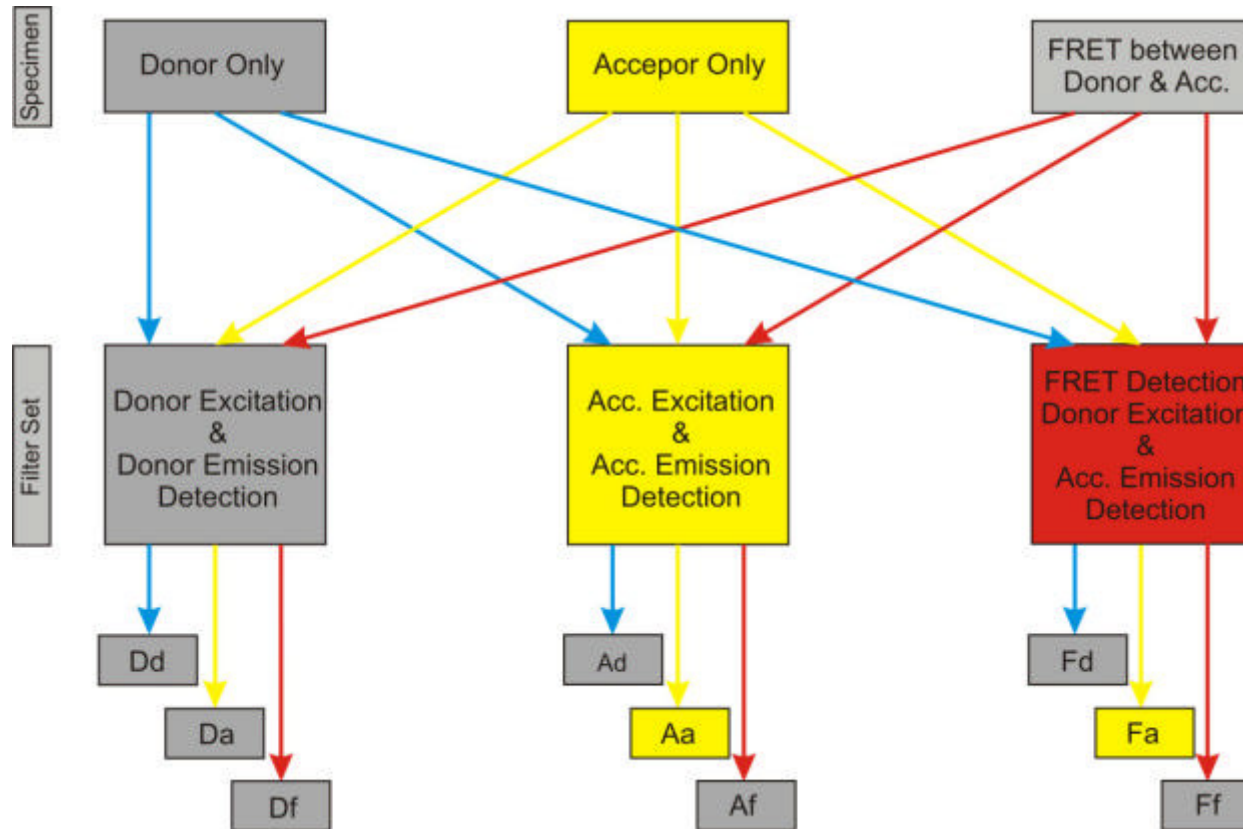 Specimen
Donor Only
Accepor Only
FRET between
Donor & Acc.
Filter Set
Donor Excitation
&
Donor Emission
Detection
Acc. Excitation
&
Acc. Emission
Detection
FRET Detection
Donor Excitation
&
Acc. Emission
Detection
Dd
Ad
Fd
Da
Aa
Fa
Df
Af
Ff